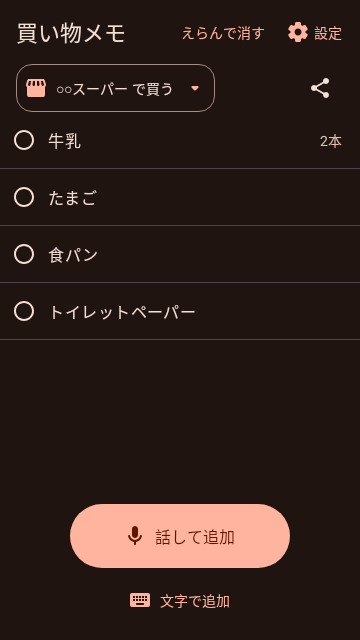 買い物メモ えらんで消す 設定
○○スーパー で買う
牛乳 2本
たまご
食パン
トイレットペーパー
話して追加
文字で追加